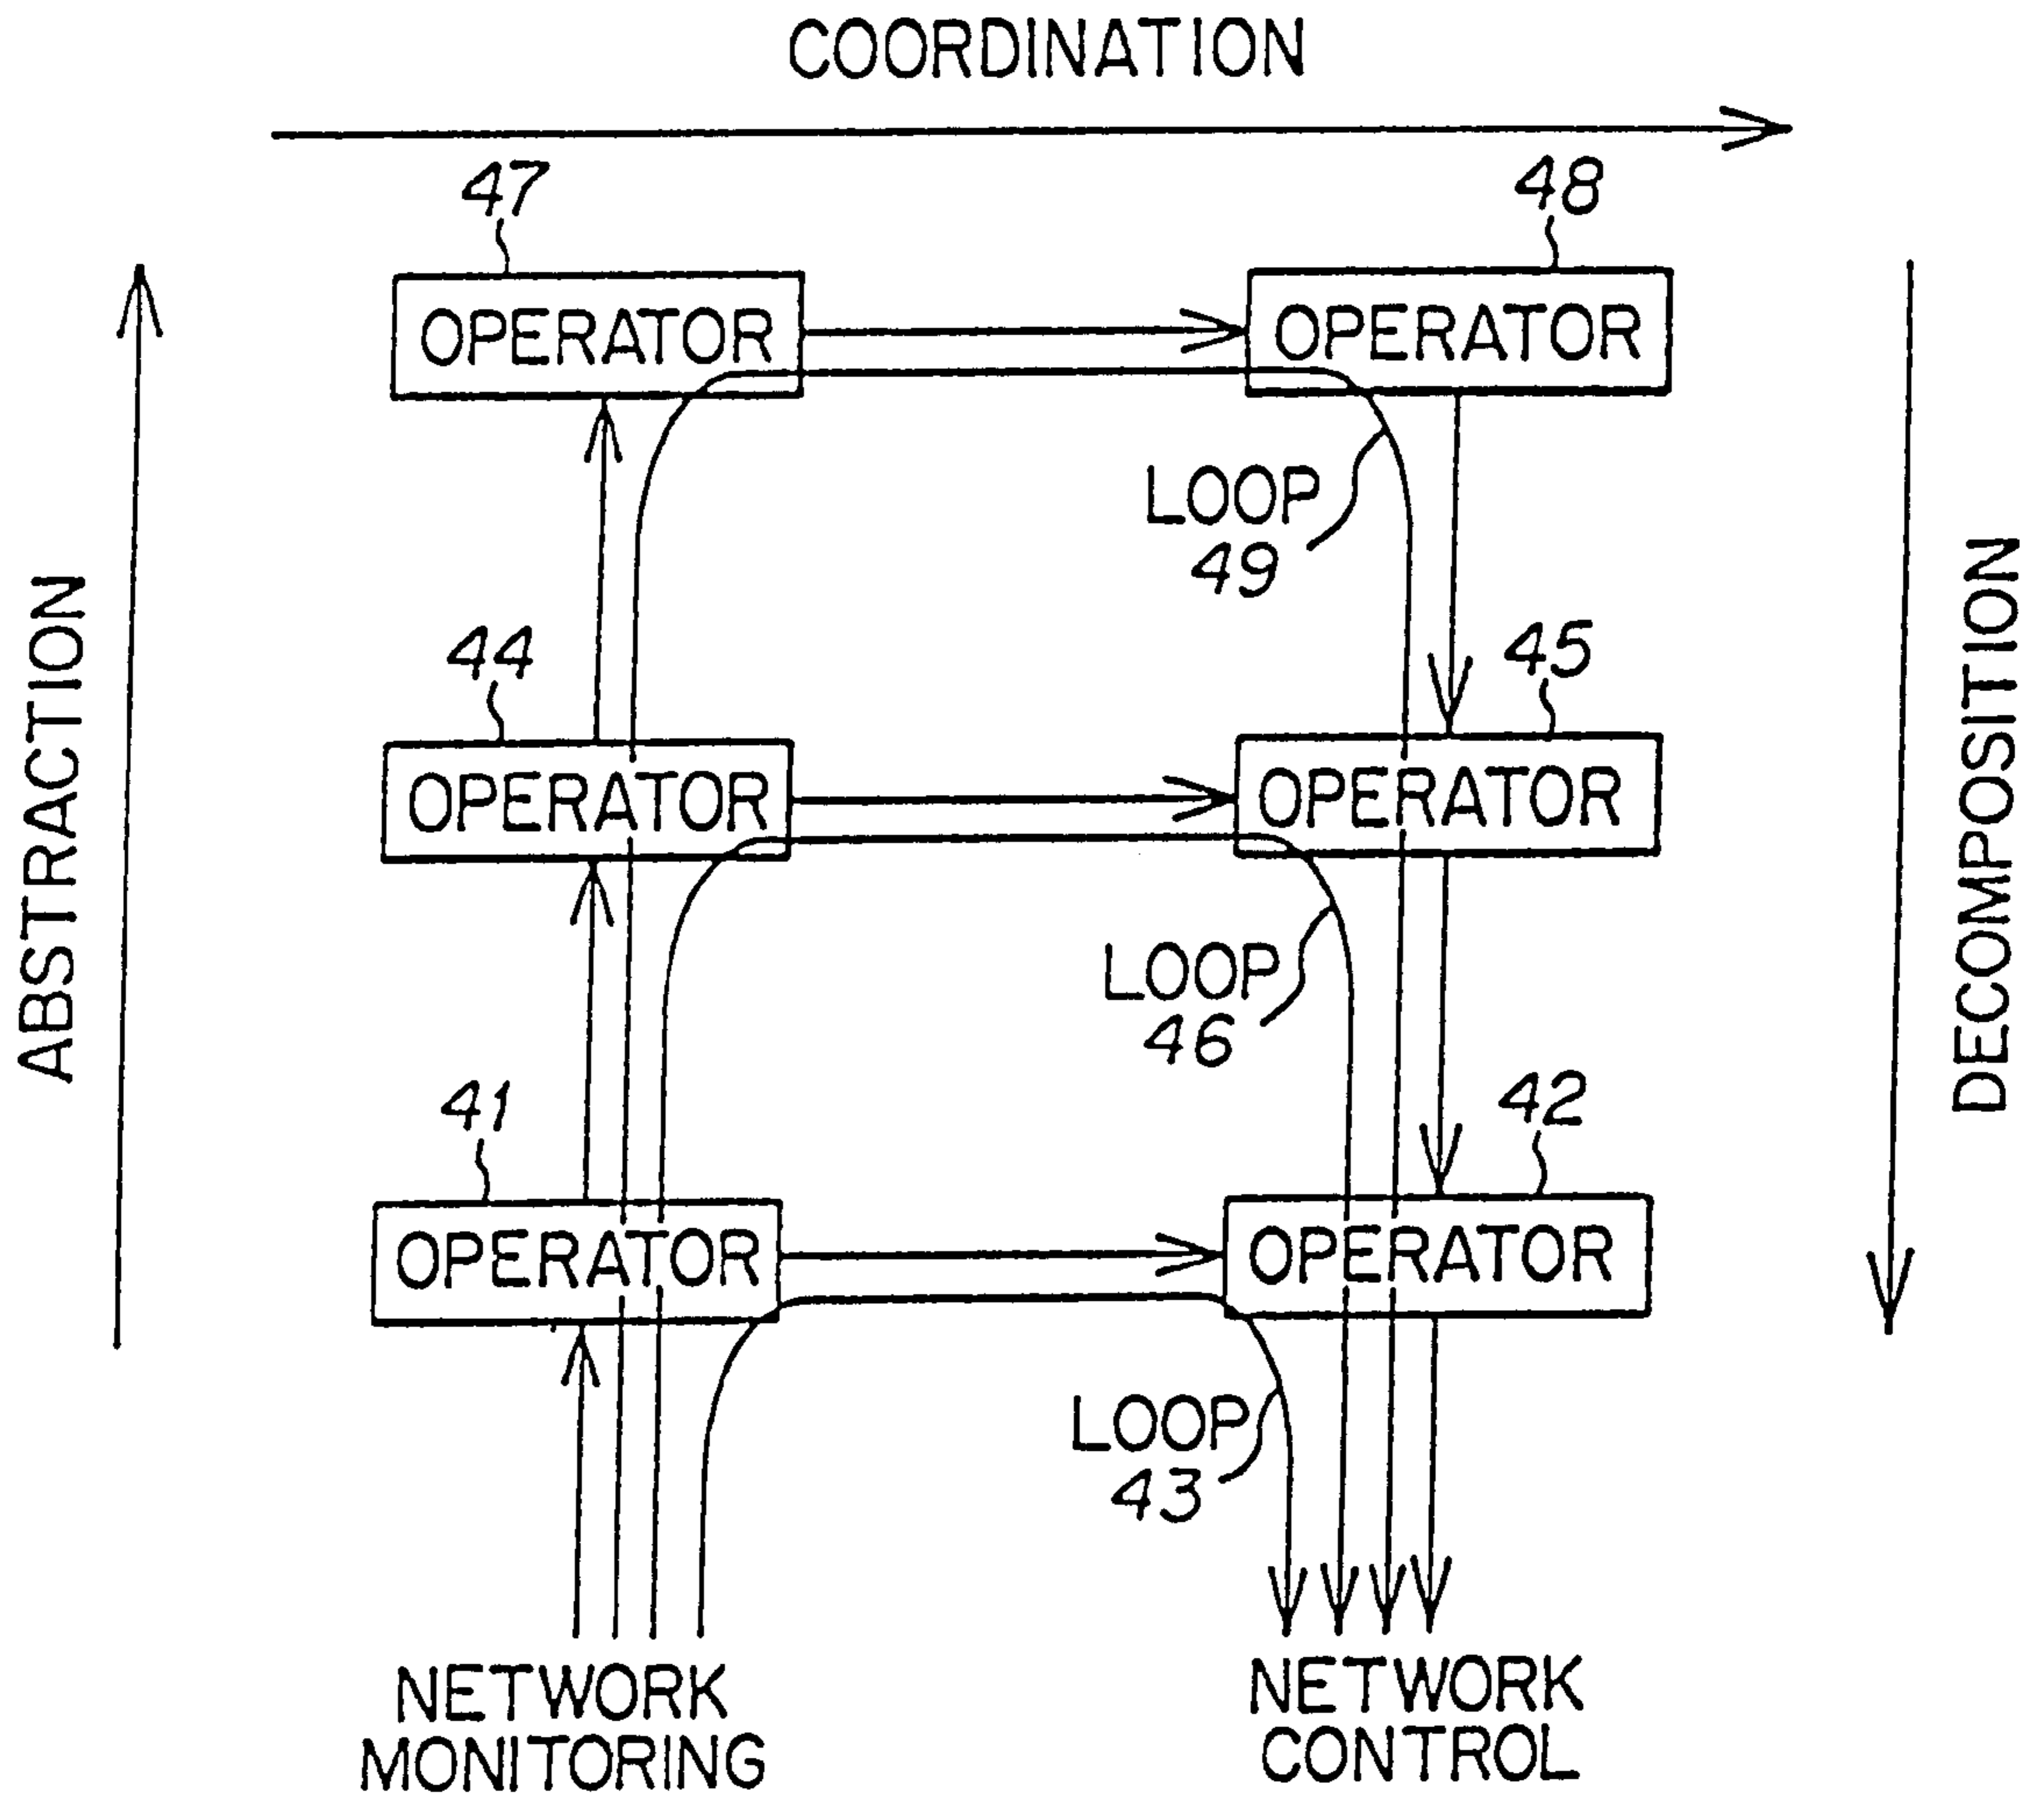 COORDINATION
47
48
OPERATOR
OPERATOR
LOOP
49
ABSTRACTION
DECOMPOSITION
44
45
OPERATOR
OPERATOR
LOOP
46
41
42
OPERATOR
OPERATOR
LOOP
43
NETWORK
MONITORING
NETWORK
CONTROL